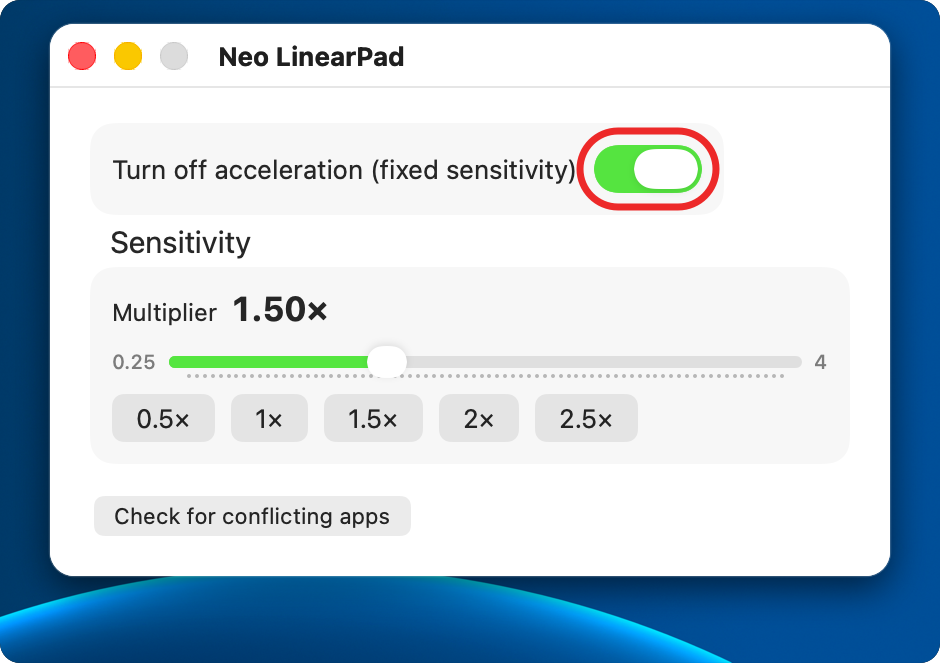 Neo LinearPad
Turn off acceleration (fixed sensitivity)
Sensitivity
Multiplier 1.50×
0.25 4
0.5× 1× 1.5× 2× 2.5×
Check for conflicting apps